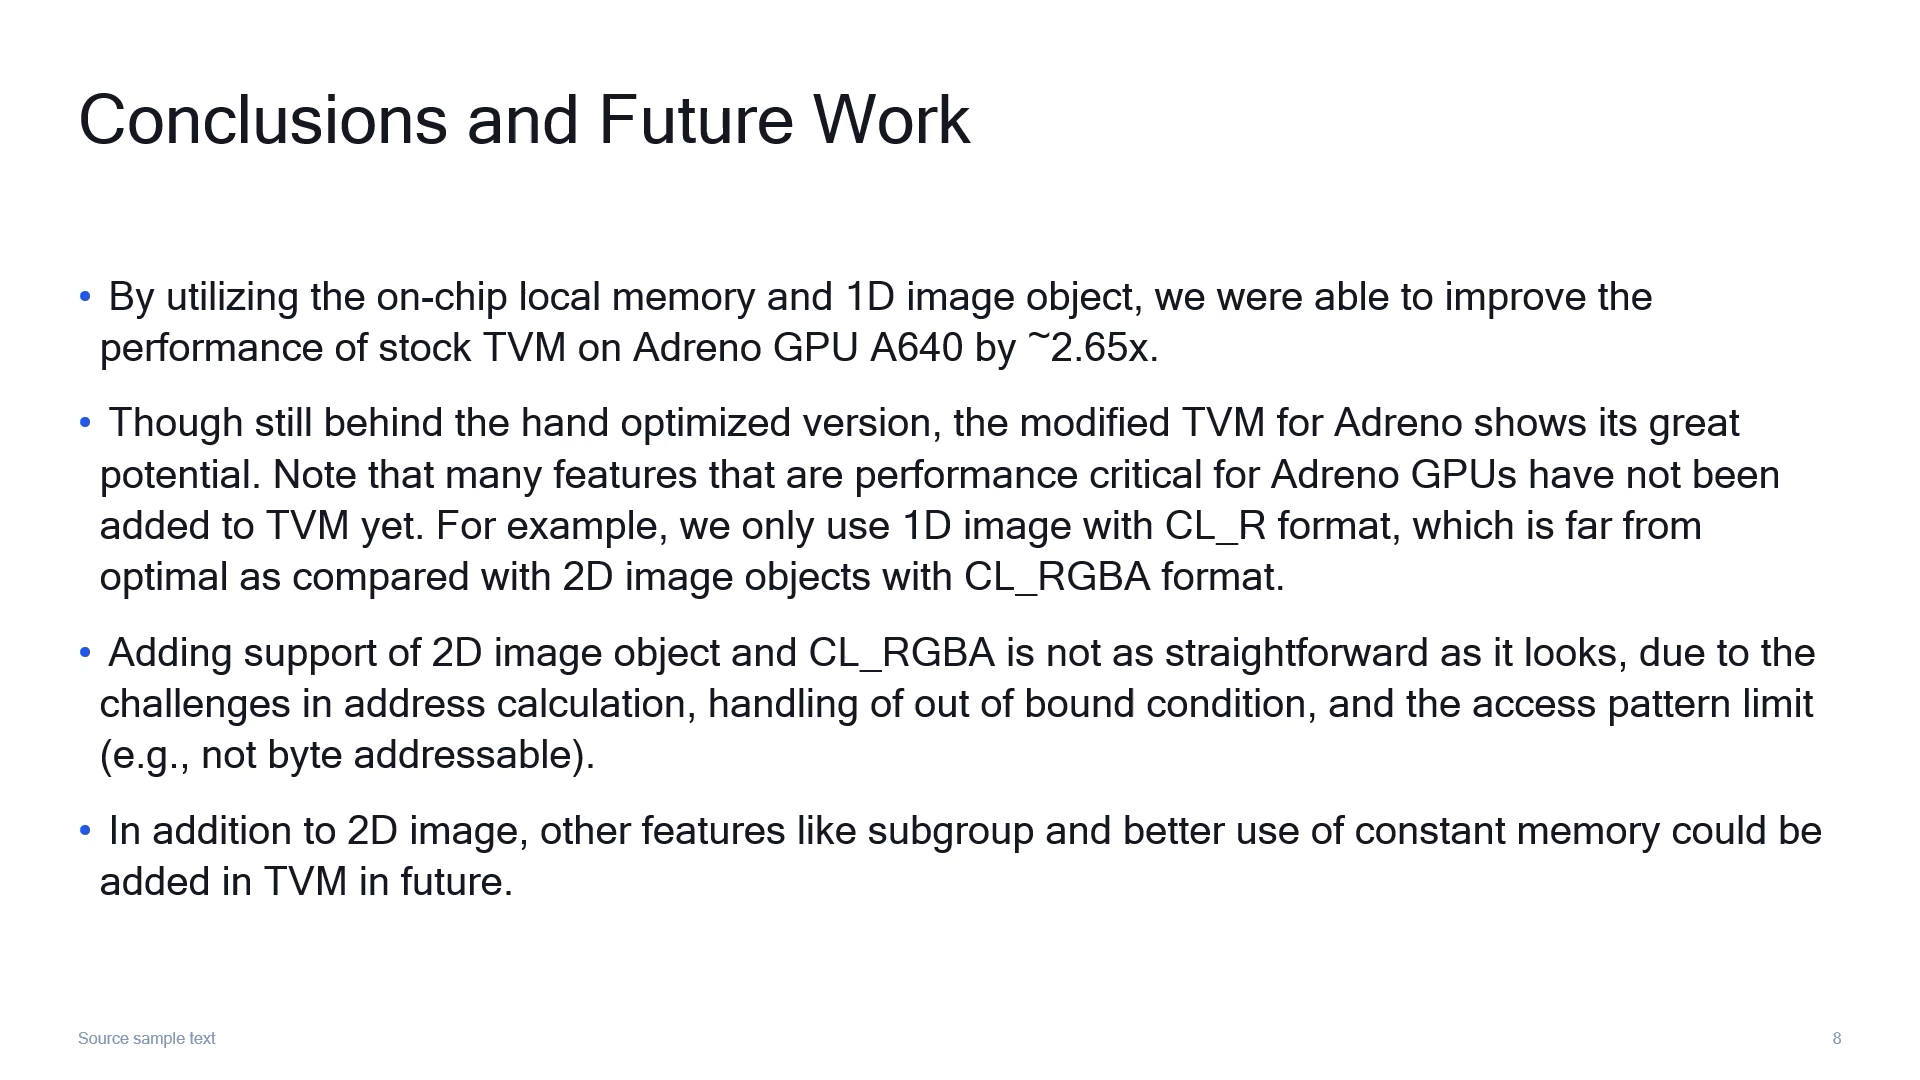 Conclusions and Future Work
• By utilizing the on-chip local memory and 1D image object, we were able to improve the
performance of stock TVM on Adreno GPU A640 by ~2.65x.
• Though still behind the hand optimized version, the modified TVM for Adreno shows its great
potential. Note that many features that are performance critical for Adreno GPUs have not been
added to TVM yet. For example, we only use 1D image with CL_R format, which is far from
optimal as compared with 2D image objects with CL_RGBA format.
• Adding support of 2D image object and CL_RGBA is not as straightforward as it looks, due to the
challenges in address calculation, handling of out of bound condition, and the access pattern limit
(e.g., not byte addressable).
• In addition to 2D image, other features like subgroup and better use of constant memory could be
added in TVM in future.
Source sample text
8